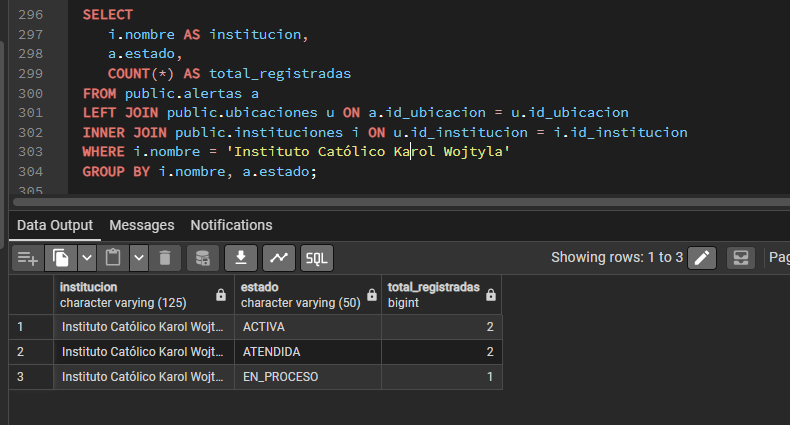 296 SELECT
297 i.nombre AS institucion,
298 a.estado,
299 COUNT(*) AS total_registradas
300 FROM public.alertas a
301 LEFT JOIN public.ubicaciones u ON a.id_ubicacion = u.id_ubicacion
302 INNER JOIN public.instituciones i ON u.id_institucion = i.id_institucion
303 WHERE i.nombre = 'Instituto Católico Karol Wojtyla'
304 GROUP BY i.nombre, a.estado;
305
Data Output Messages Notifications
SQL Showing rows: 1 to 3 Pag
institucion estado total_registradas
character varying (125) character varying (50) bigint
1 Instituto Católico Karol Wojt... ACTIVA 2
2 Instituto Católico Karol Wojt... ATENDIDA 2
3 Instituto Católico Karol Wojt... EN_PROCESO 1